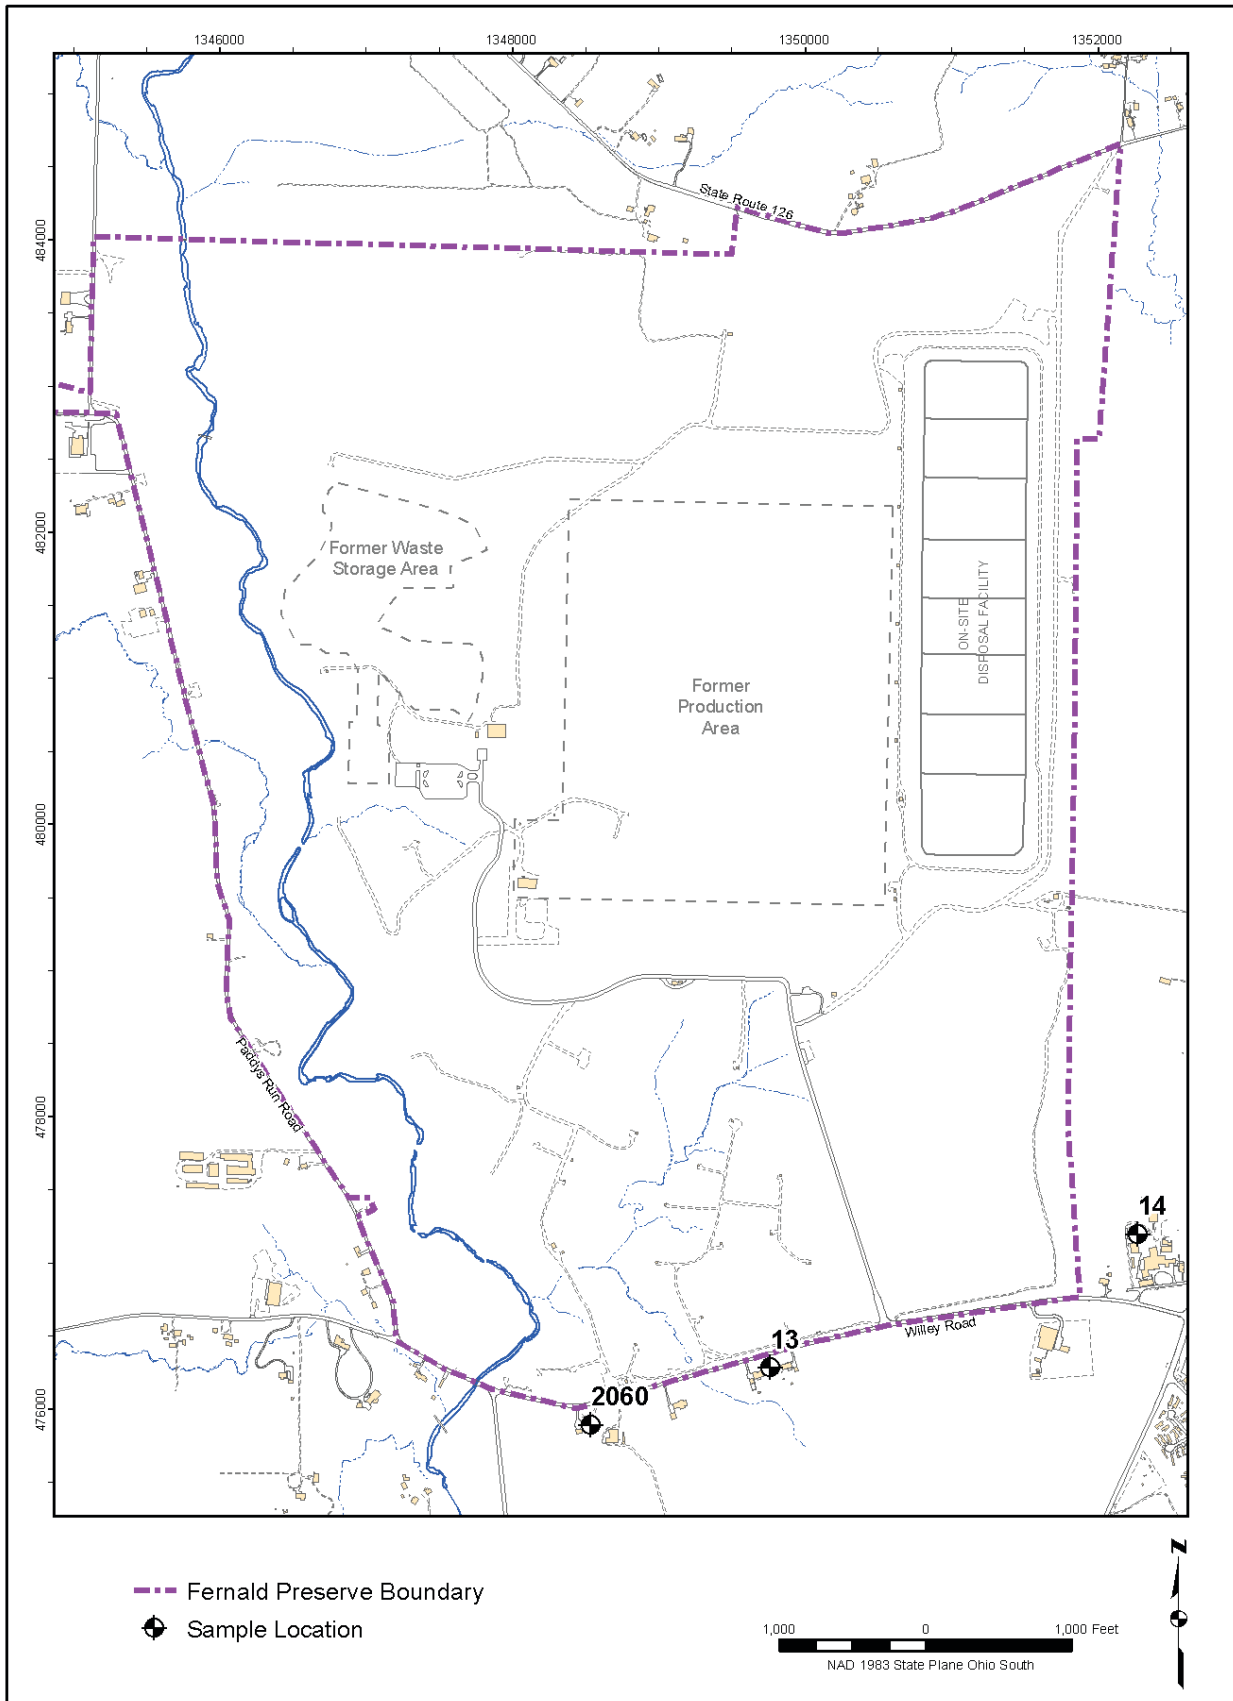 1346000
1348000
1350000
1352000
State Route 126
484000
482000
480000
478000
476000
Former Waste
Storage Area
Former
Production
Area
ON-SITE
DISPOSAL FACILITY
Paddys Run Road
14
13
Willey Road
2060
Fernald Preserve Boundary
Sample Location
1,000
0
1,000 Feet
NAD 1983 State Plane Ohio South
N